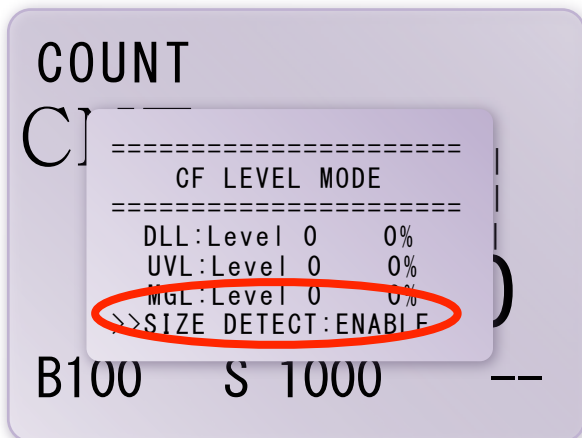 COUNT
======================
CF LEVEL MODE
======================
DLL:Level 0 0%
UVL:Level 0 0%
MGL:Level 0 0%
>>SIZE DETECT:ENABLE
B100 S 1000 --